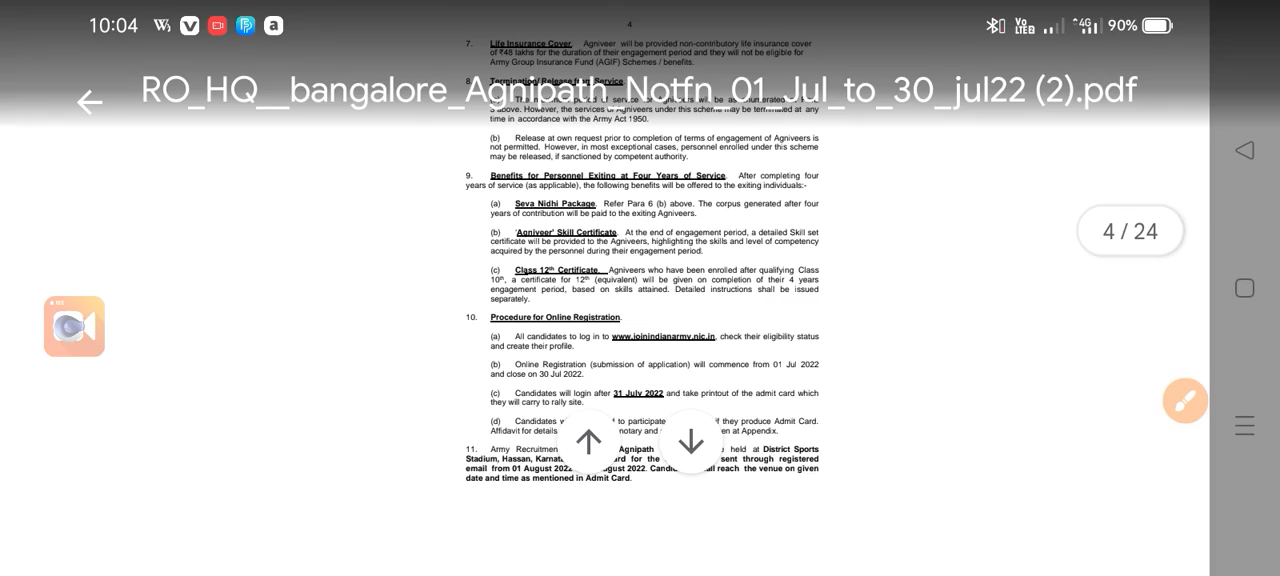 10:04
Vo
LTE2
4G
90%
4
7. Life Insurance Cover. Agniveer will be provided non-contributory life insurance cover
of ₹48 lakhs for the duration of their engagement period and they will not be eligible for
Army Group Insurance Fund (AGIF) Schemes / benefits.
8. Termination/ Release from Service.
RO_HQ__bangalore_Agnipath_Notfn_01_Jul_to_30_jul22 (2).pdf
above. However, the services of Agniveers under this scheme may be terminated at any
time in accordance with the Army Act 1950.
(b) Release at own request prior to completion of terms of engagement of Agniveers is
not permitted. However, in most exceptional cases, personnel enrolled under this scheme
may be released, if sanctioned by competent authority.
9. Benefits for Personnel Exiting at Four Years of Service. After completing four
years of service (as applicable), the following benefits will be offered to the exiting individuals:-
(a) Seva Nidhi Package. Refer Para 6 (b) above. The corpus generated after four
years of contribution will be paid to the exiting Agniveers.
4 / 24
(b) 'Agniveer' Skill Certificate. At the end of engagement period, a detailed Skill set
certificate will be provided to the Agniveers, highlighting the skills and level of competency
acquired by the personnel during their engagement period.
(c) Class 12th Certificate. Agniveers who have been enrolled after qualifying Class
10th, a certificate for 12th (equivalent) will be given on completion of their 4 years
engagement period, based on skills attained. Detailed instructions shall be issued
separately.
10. Procedure for Online Registration.
(a) All candidates to log in to www.joinindianarmy.nic.in, check their eligibility status
and create their profile.
(b) Online Registration (submission of application) will commence from 01 Jul 2022
and close on 30 Jul 2022.
(c) Candidates will login after 31 July 2022 and take printout of the admit card which
they will carry to rally site.
(d) Candidates to participate if they produce Admit Card.
Affidavit for details notary and at Appendix.
11. Army Recruitment Agnipath held at District Sports
Stadium, Hassan, for the sent through registered
email from 01 August 2022 August 2022. reach the venue on given
date and time as mentioned in Admit Card.